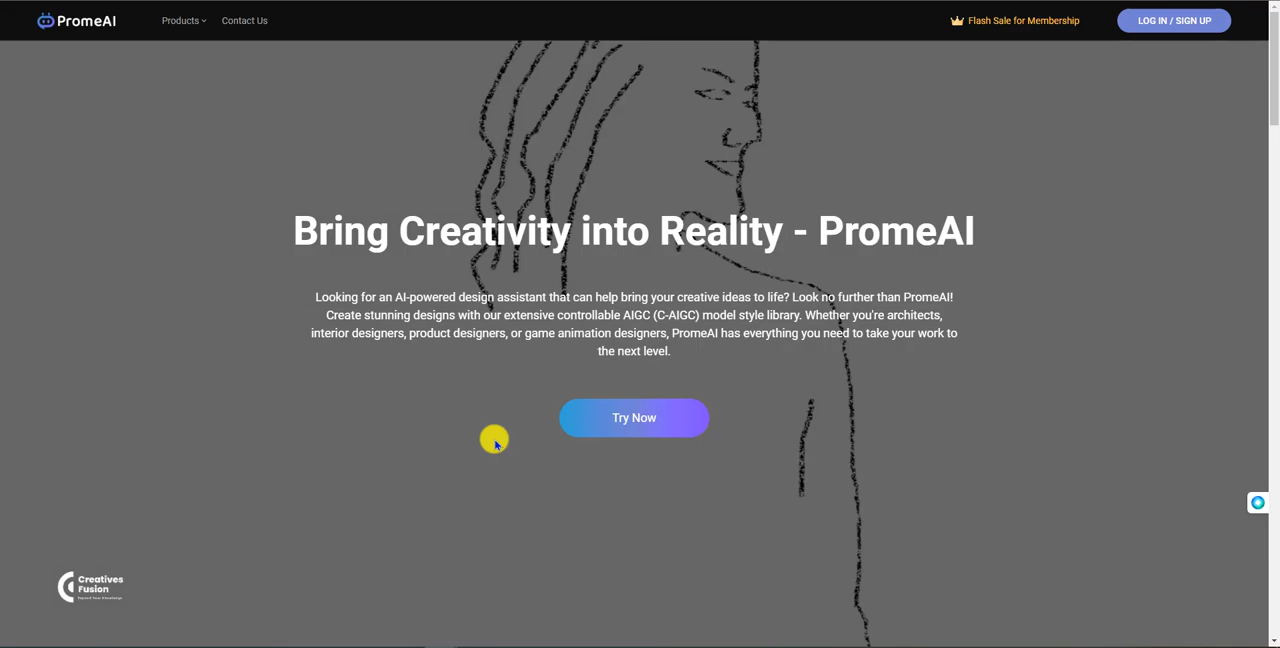 PromeAI
Products
Contact Us
Flash Sale for Membership
LOG IN / SIGN UP
Bring Creativity into Reality - PromeAI
Looking for an AI-powered design assistant that can help bring your creative ideas to life? Look no further than PromeAI!
Create stunning designs with our extensive controllable AIGC (C-AIGC) model style library. Whether you're architects,
interior designers, product designers, or game animation designers, PromeAI has everything you need to take your work to
the next level.
Try Now
Creatives
Fusion